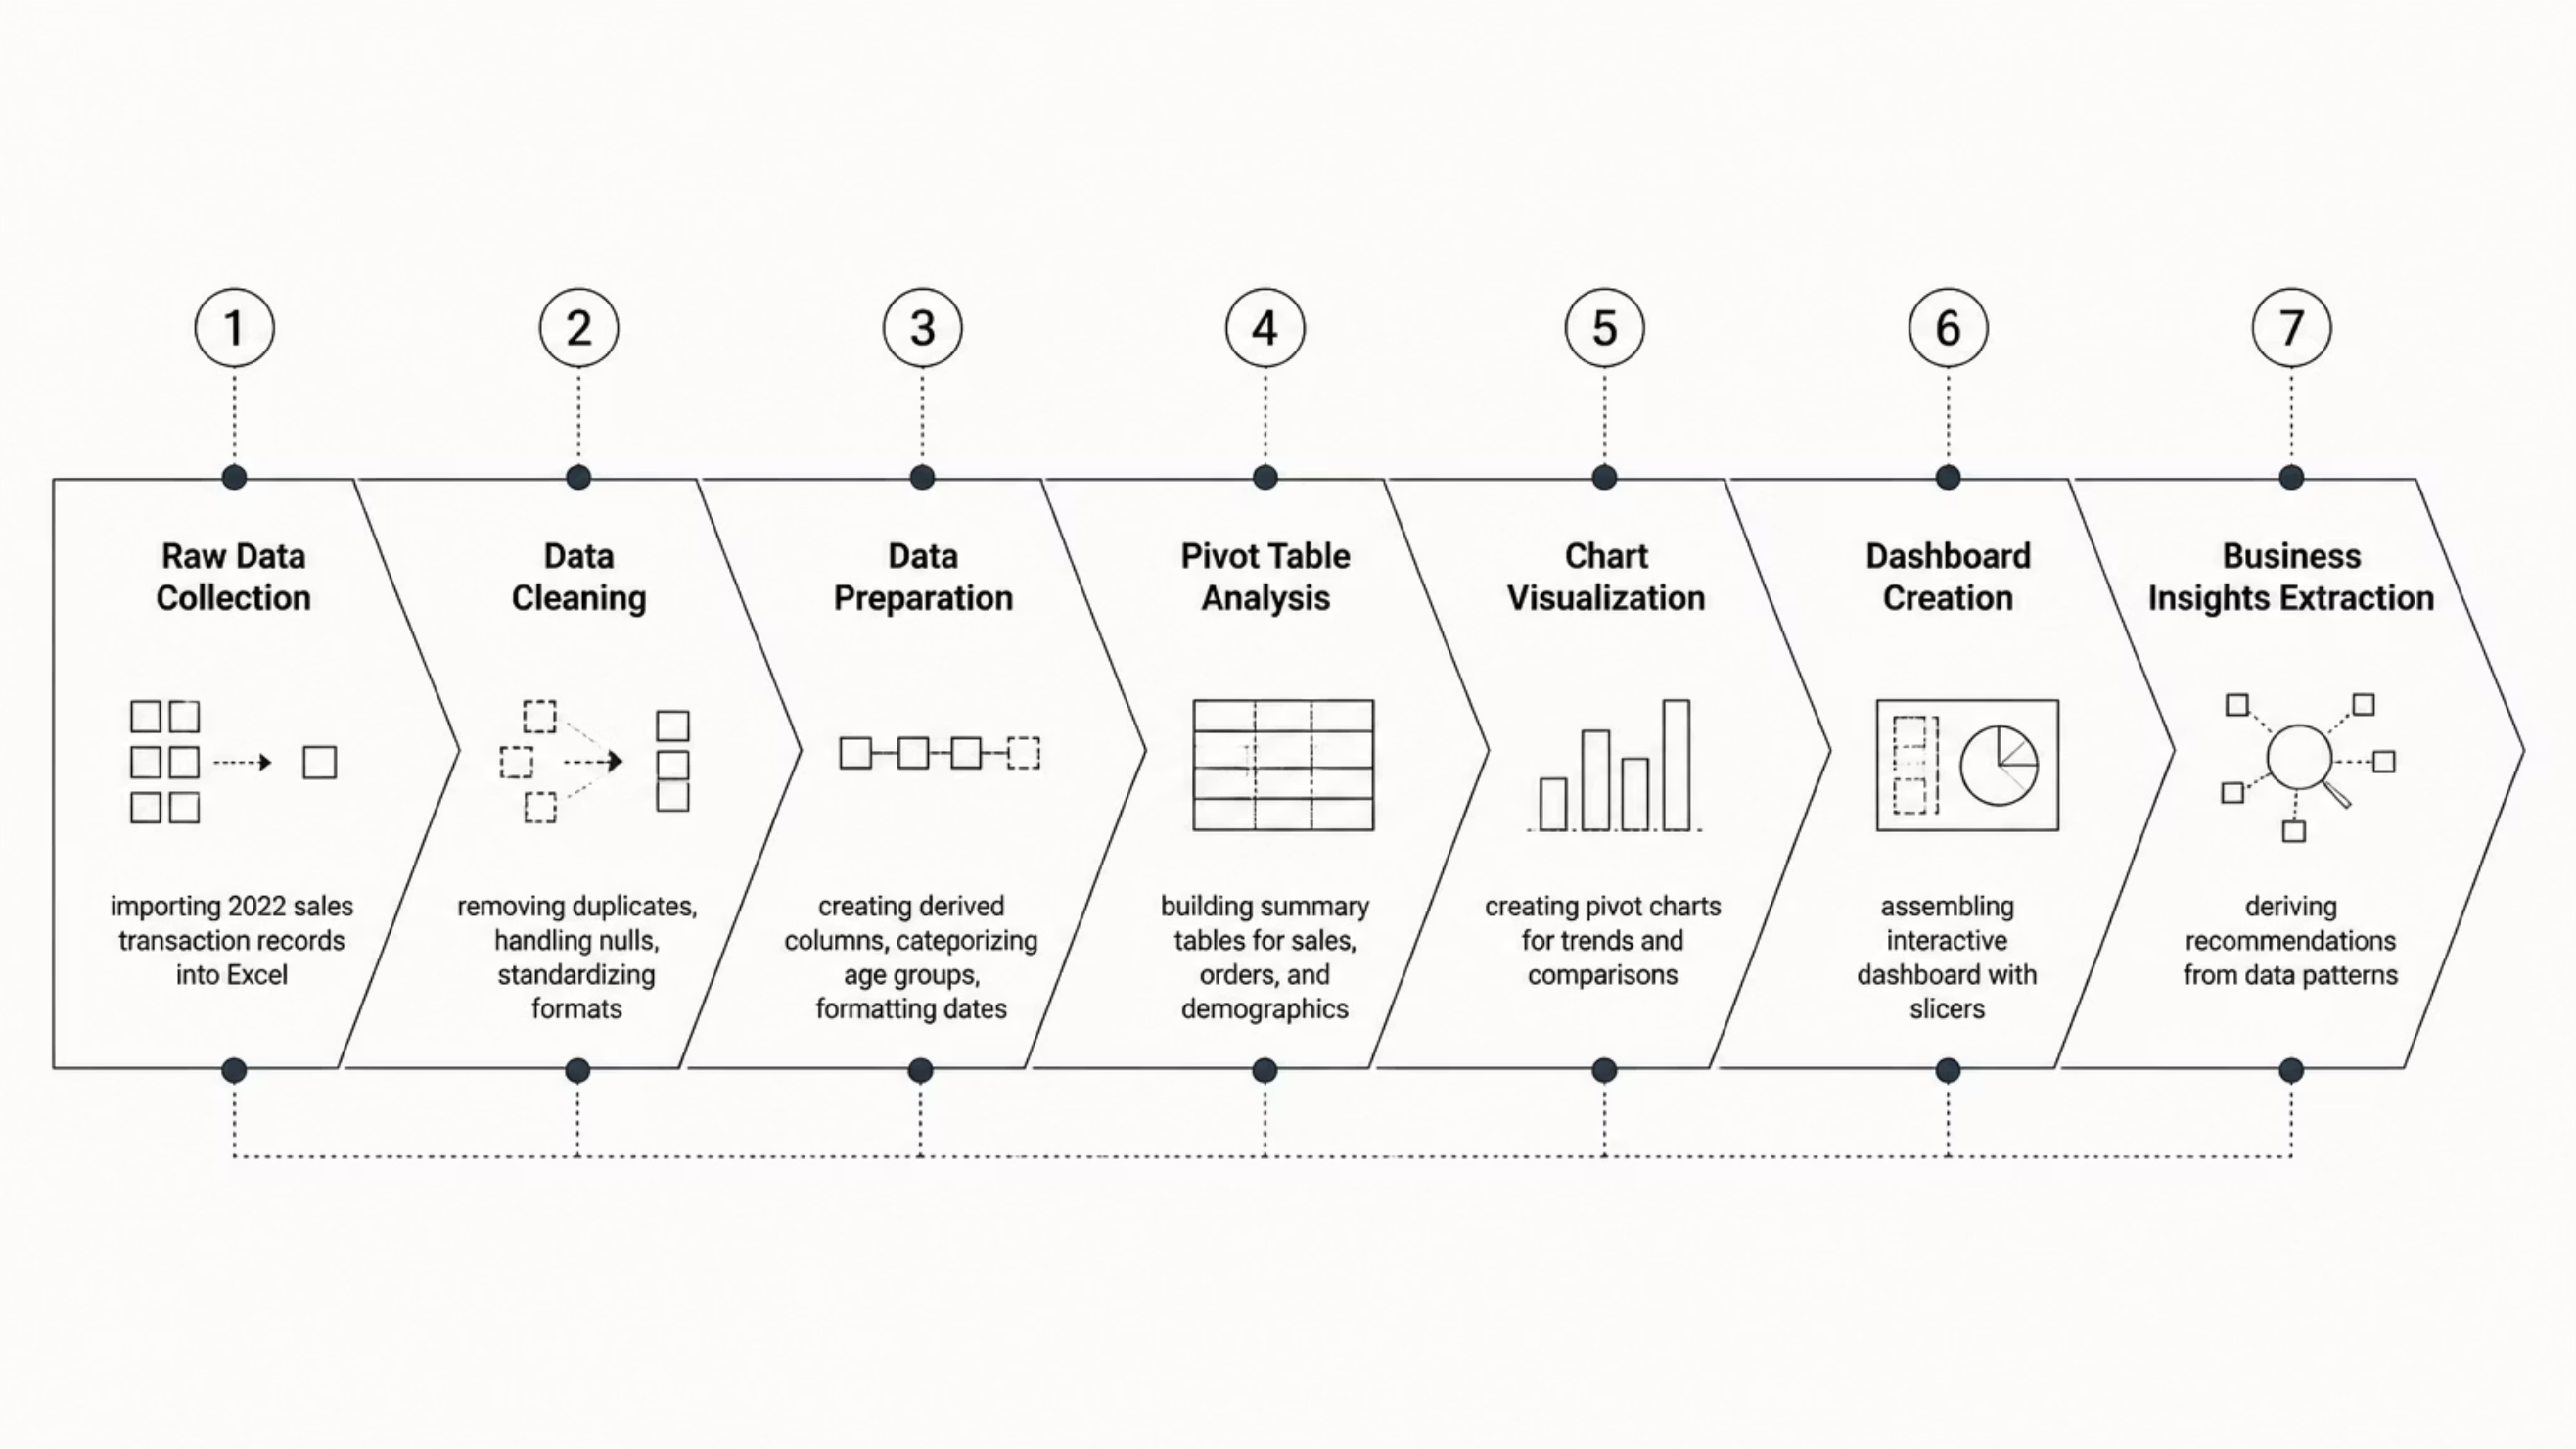 1
2
3
4
5
6
7
Raw Data
Collection
importing 2022 sales
transaction records
into Excel
Data
Cleaning
removing duplicates,
handling nulls,
standardizing
formats
Data
Preparation
creating derived
columns, cateporizing
age groups,
formatting dates
Pivot Table
Analysis
building summary
tables for sales,
orders, and
demographics
Chart
Visualization
creating pivot charts
for trends and
comparisons
Dashboard
Creation
assembling
interactive
dashboard with
slicers
Business
Insights Extraction
deriving
recommendations
from data patterns